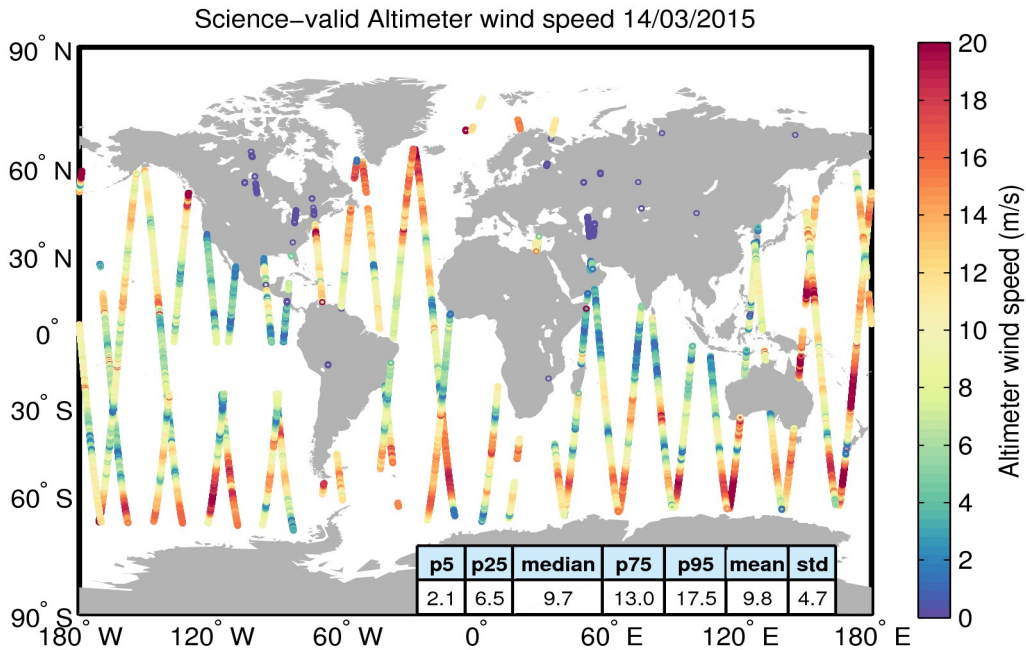 Science−valid Altimeter wind speed 14/03/2015
90° N
60° N
30° N
0°
30° S
60° S
90° S
180° W
120° W
60° W
0°
60° E
120° E
180° E
p5 p25 median p75 p95 mean std
2.1 6.5 9.7 13.0 17.5 9.8 4.7
20
18
16
14
12
10
8
6
4
2
0
Altimeter wind speed (m/s)